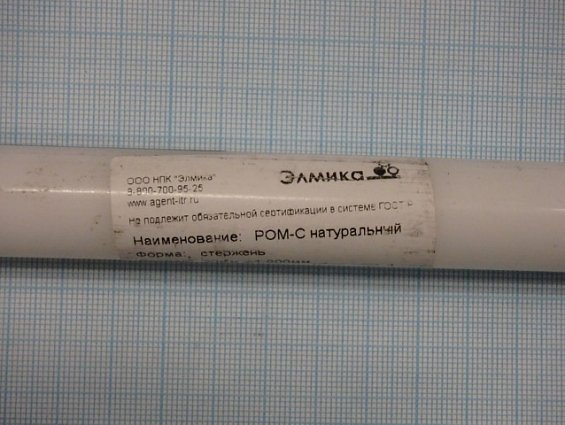 ООО НПК "Элмика"
8-800-700-95-25
www.agent-itr.ru
Элмика
Не подлежит обязательной сертификации в системе ГОСТ Р
Наименование: POM-C натуральный
Форма: стержень